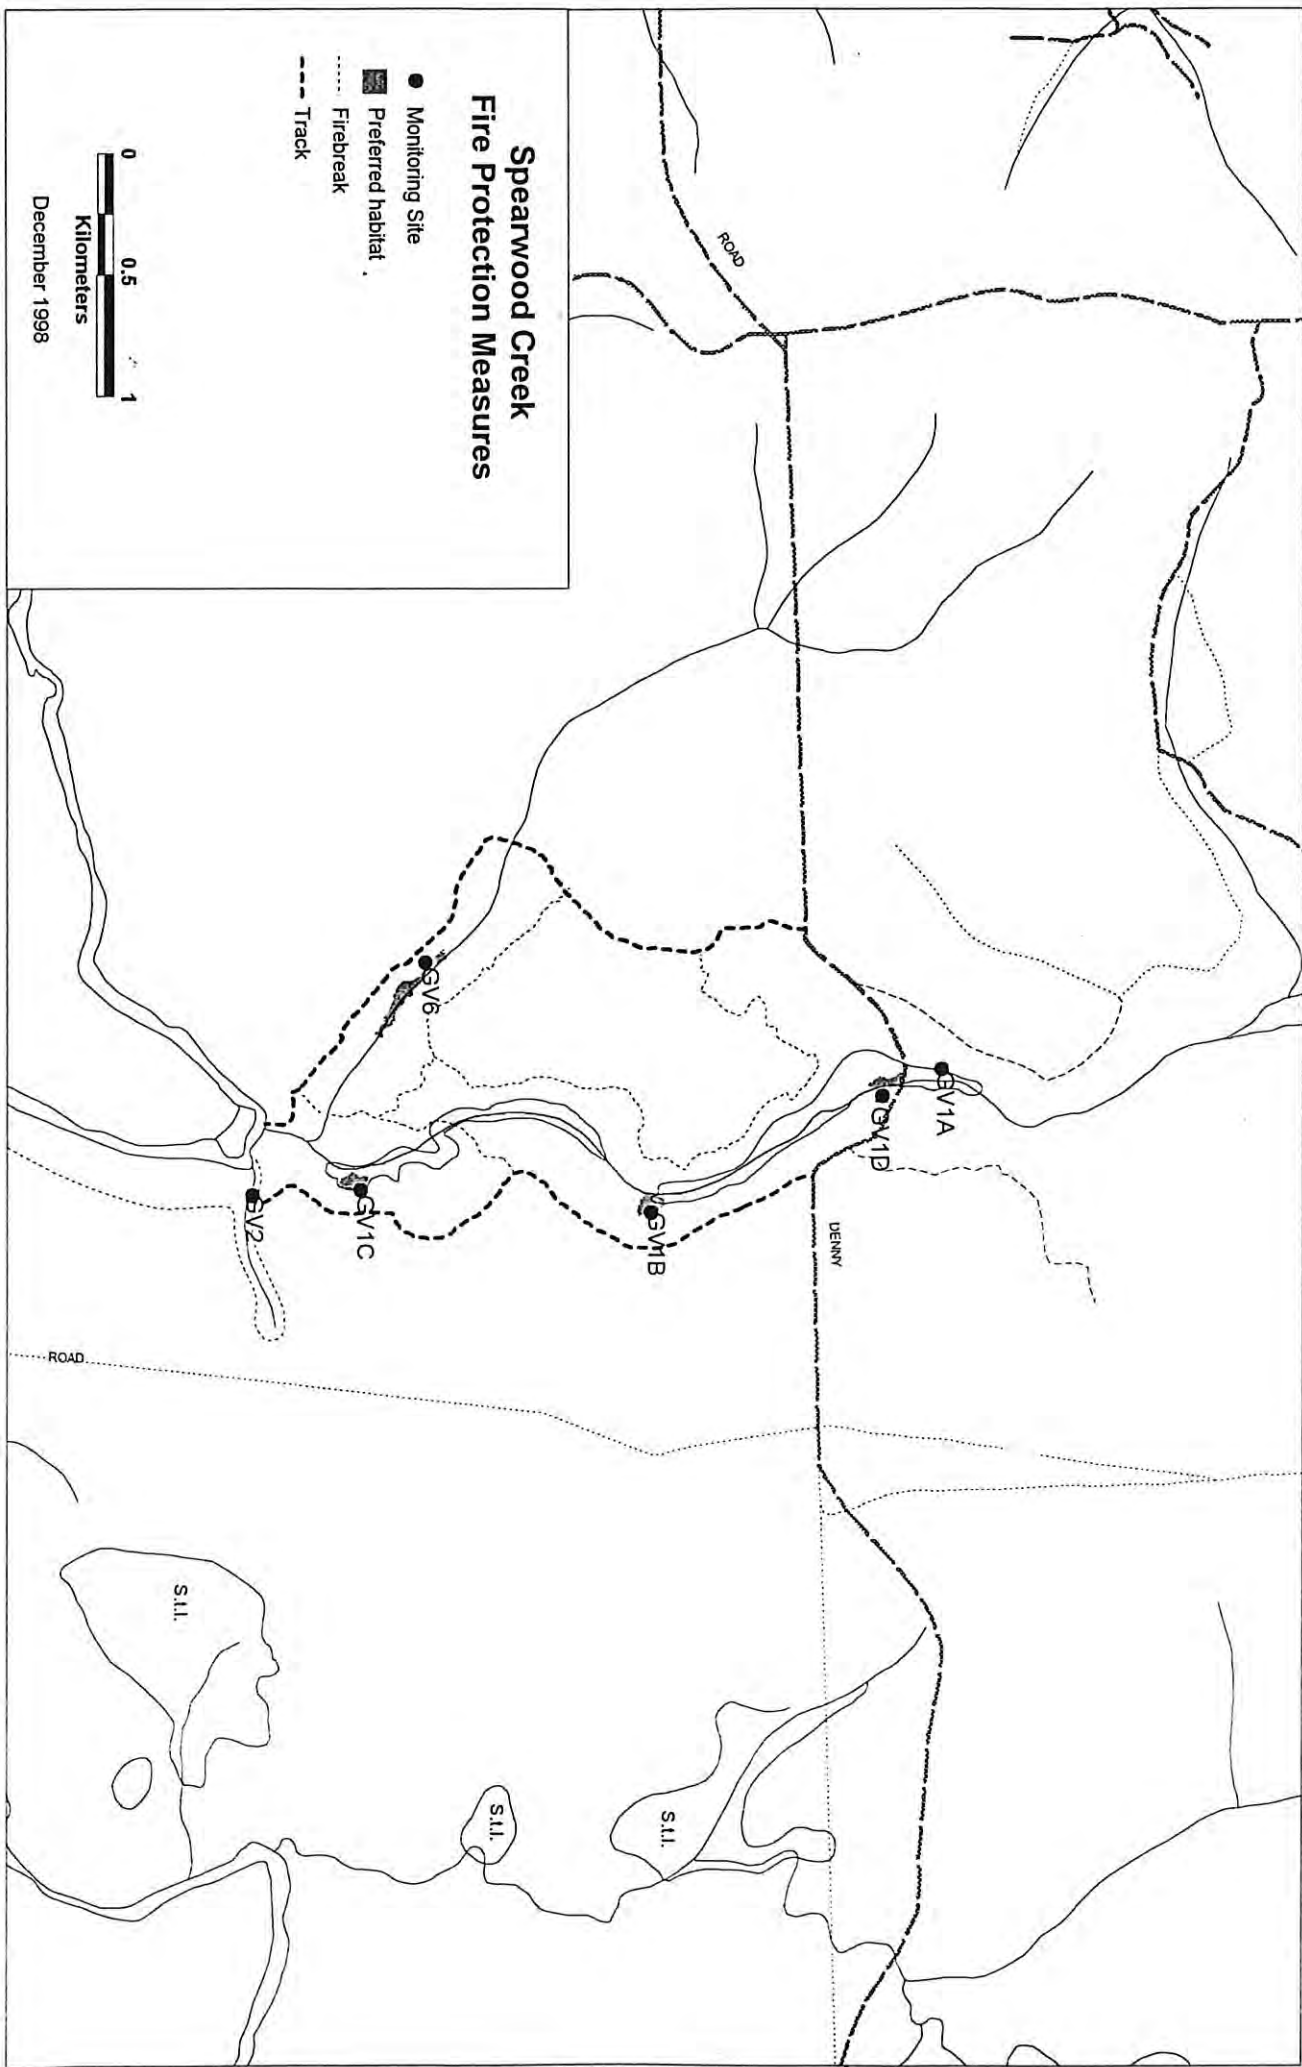 Spearwood Creek
Fire Protection Measures
Monitoring Site
Preferred habitat
Firebreak
Track
0 0.5 1
Kilometers
December 1998
ROAD
GV6
GV1A
GV1D
GV1B
GV1C
GV2
DENNY
ROAD
S.t.l.
S.t.l.
S.t.l.